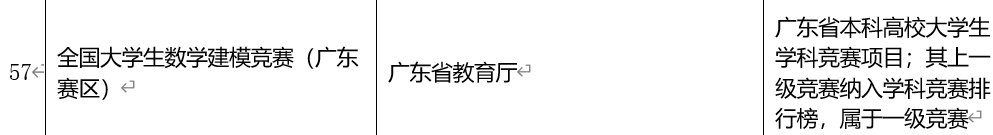 57
全国大学生数学建模竞赛（广东
赛区）
广东省教育厅
广东省本科高校大学生
学科竞赛项目；其上一
级竞赛纳入学科竞赛排
行榜，属于一级竞赛